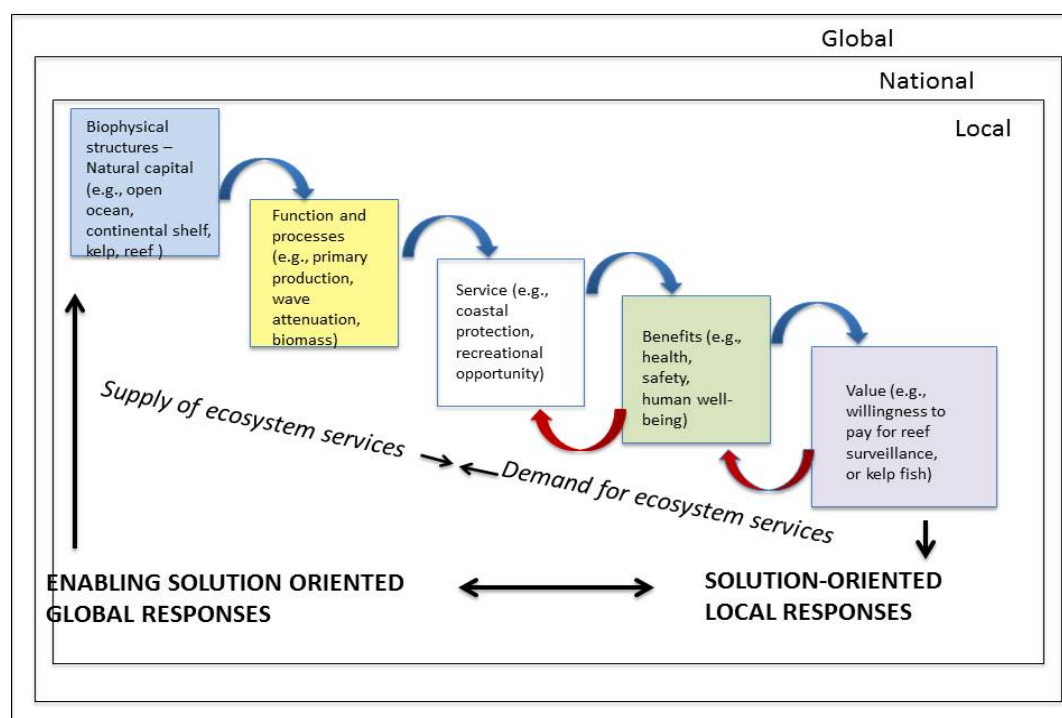 Global
National
Local
Biophysical
structures –
Natural capital
(e.g., open
ocean,
continental shelf,
kelp, reef )
Function and
processes
(e.g., primary
production,
wave
attenuation,
biomass)
Service (e.g.,
coastal
protection,
recreational
opportunity)
Benefits (e.g.,
health,
safety,
human well-
being)
Value (e.g.,
willingness to
pay for reef
surveillance,
or kelp fish)
Supply of ecosystem services
Demand for ecosystem services
ENABLING SOLUTION ORIENTED
GLOBAL RESPONSES
SOLUTION-ORIENTED
LOCAL RESPONSES